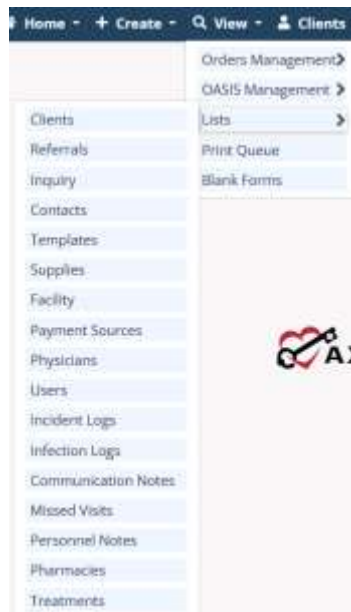 Home + Create View Clients
Orders Management
OASIS Management
Lists
Print Queue
Blank Forms
Clients
Referrals
Inquiry
Contacts
Templates
Supplies
Facility
Payment Sources
Physicians
Users
Incident Logs
Infection Logs
Communication Notes
Missed Visits
Personnel Notes
Pharmacies
Treatments
AX